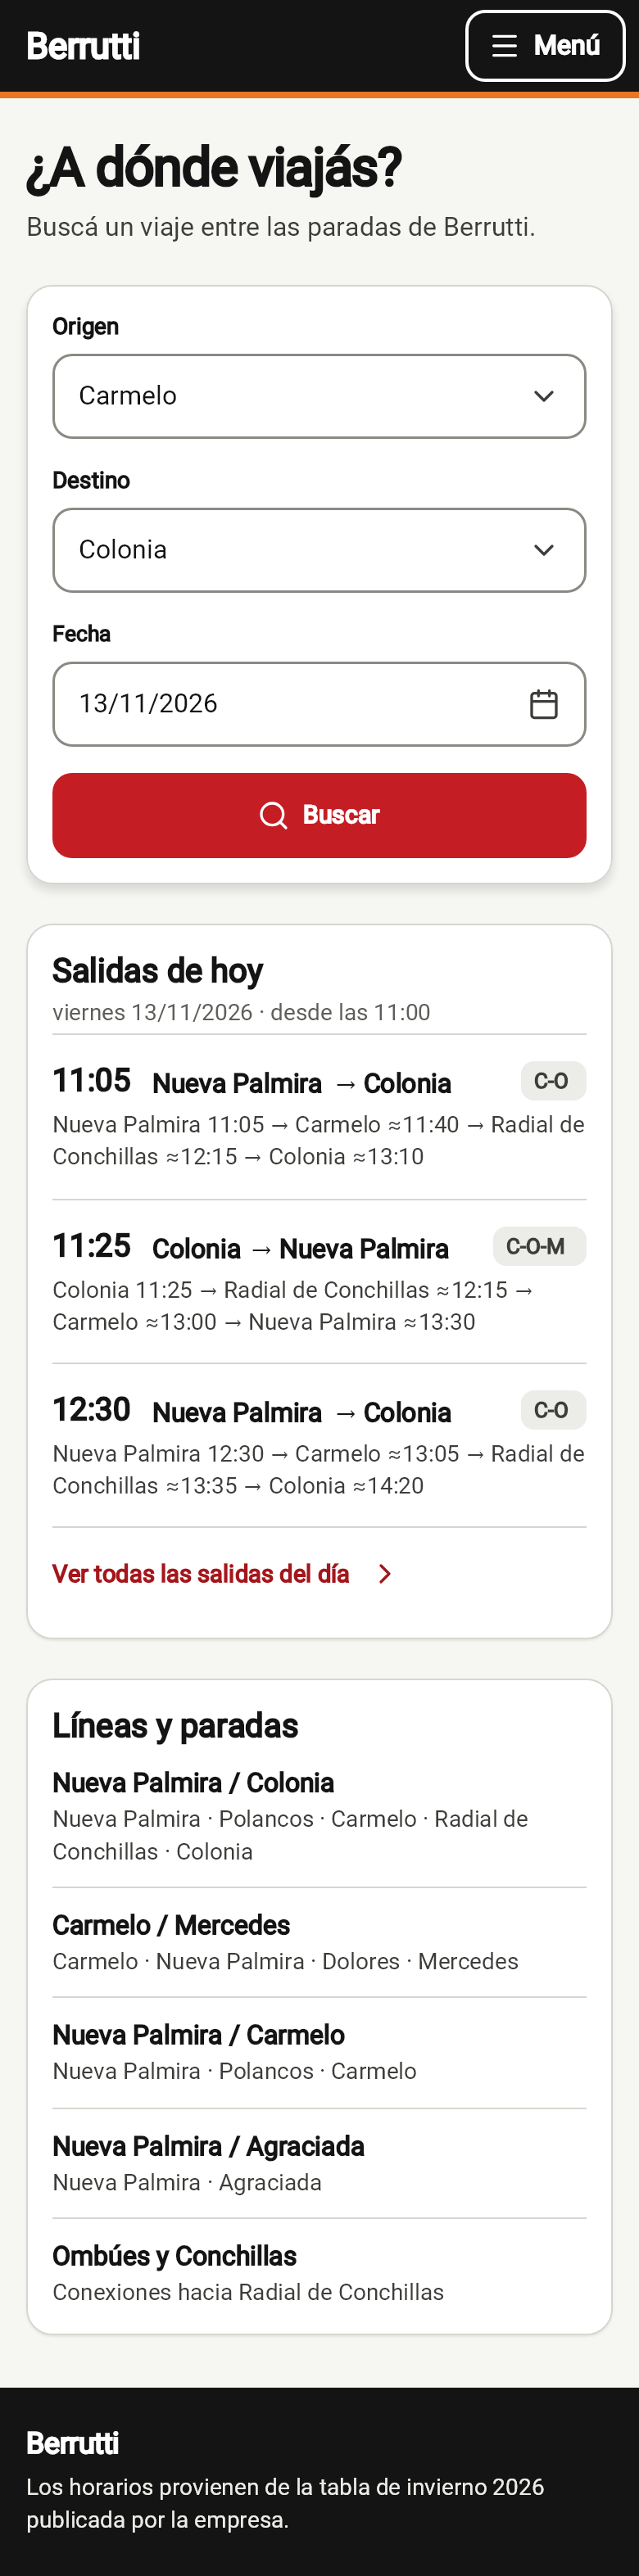 Berrutti
Menú
¿A dónde viajás?
Buscá un viaje entre las paradas de Berrutti.
Origen
Carmelo
Destino
Colonia
Fecha
13/11/2026
Buscar
Salidas de hoy
viernes 13/11/2026 · desde las 11:00
11:05 Nueva Palmira → Colonia C-O
Nueva Palmira 11:05 → Carmelo ≈11:40 → Radial de
Conchillas ≈12:15 → Colonia ≈13:10
11:25 Colonia → Nueva Palmira C-O-M
Colonia 11:25 → Radial de Conchillas ≈12:15 →
Carmelo ≈13:00 → Nueva Palmira ≈13:30
12:30 Nueva Palmira → Colonia C-O
Nueva Palmira 12:30 → Carmelo ≈13:05 → Radial de
Conchillas ≈13:35 → Colonia ≈14:20
Ver todas las salidas del día
Líneas y paradas
Nueva Palmira / Colonia
Nueva Palmira · Polancos · Carmelo · Radial de
Conchillas · Colonia
Carmelo / Mercedes
Carmelo · Nueva Palmira · Dolores · Mercedes
Nueva Palmira / Carmelo
Nueva Palmira · Polancos · Carmelo
Nueva Palmira / Agraciada
Nueva Palmira · Agraciada
Ombúes y Conchillas
Conexiones hacia Radial de Conchillas
Berrutti
Los horarios provienen de la tabla de invierno 2026
publicada por la empresa.